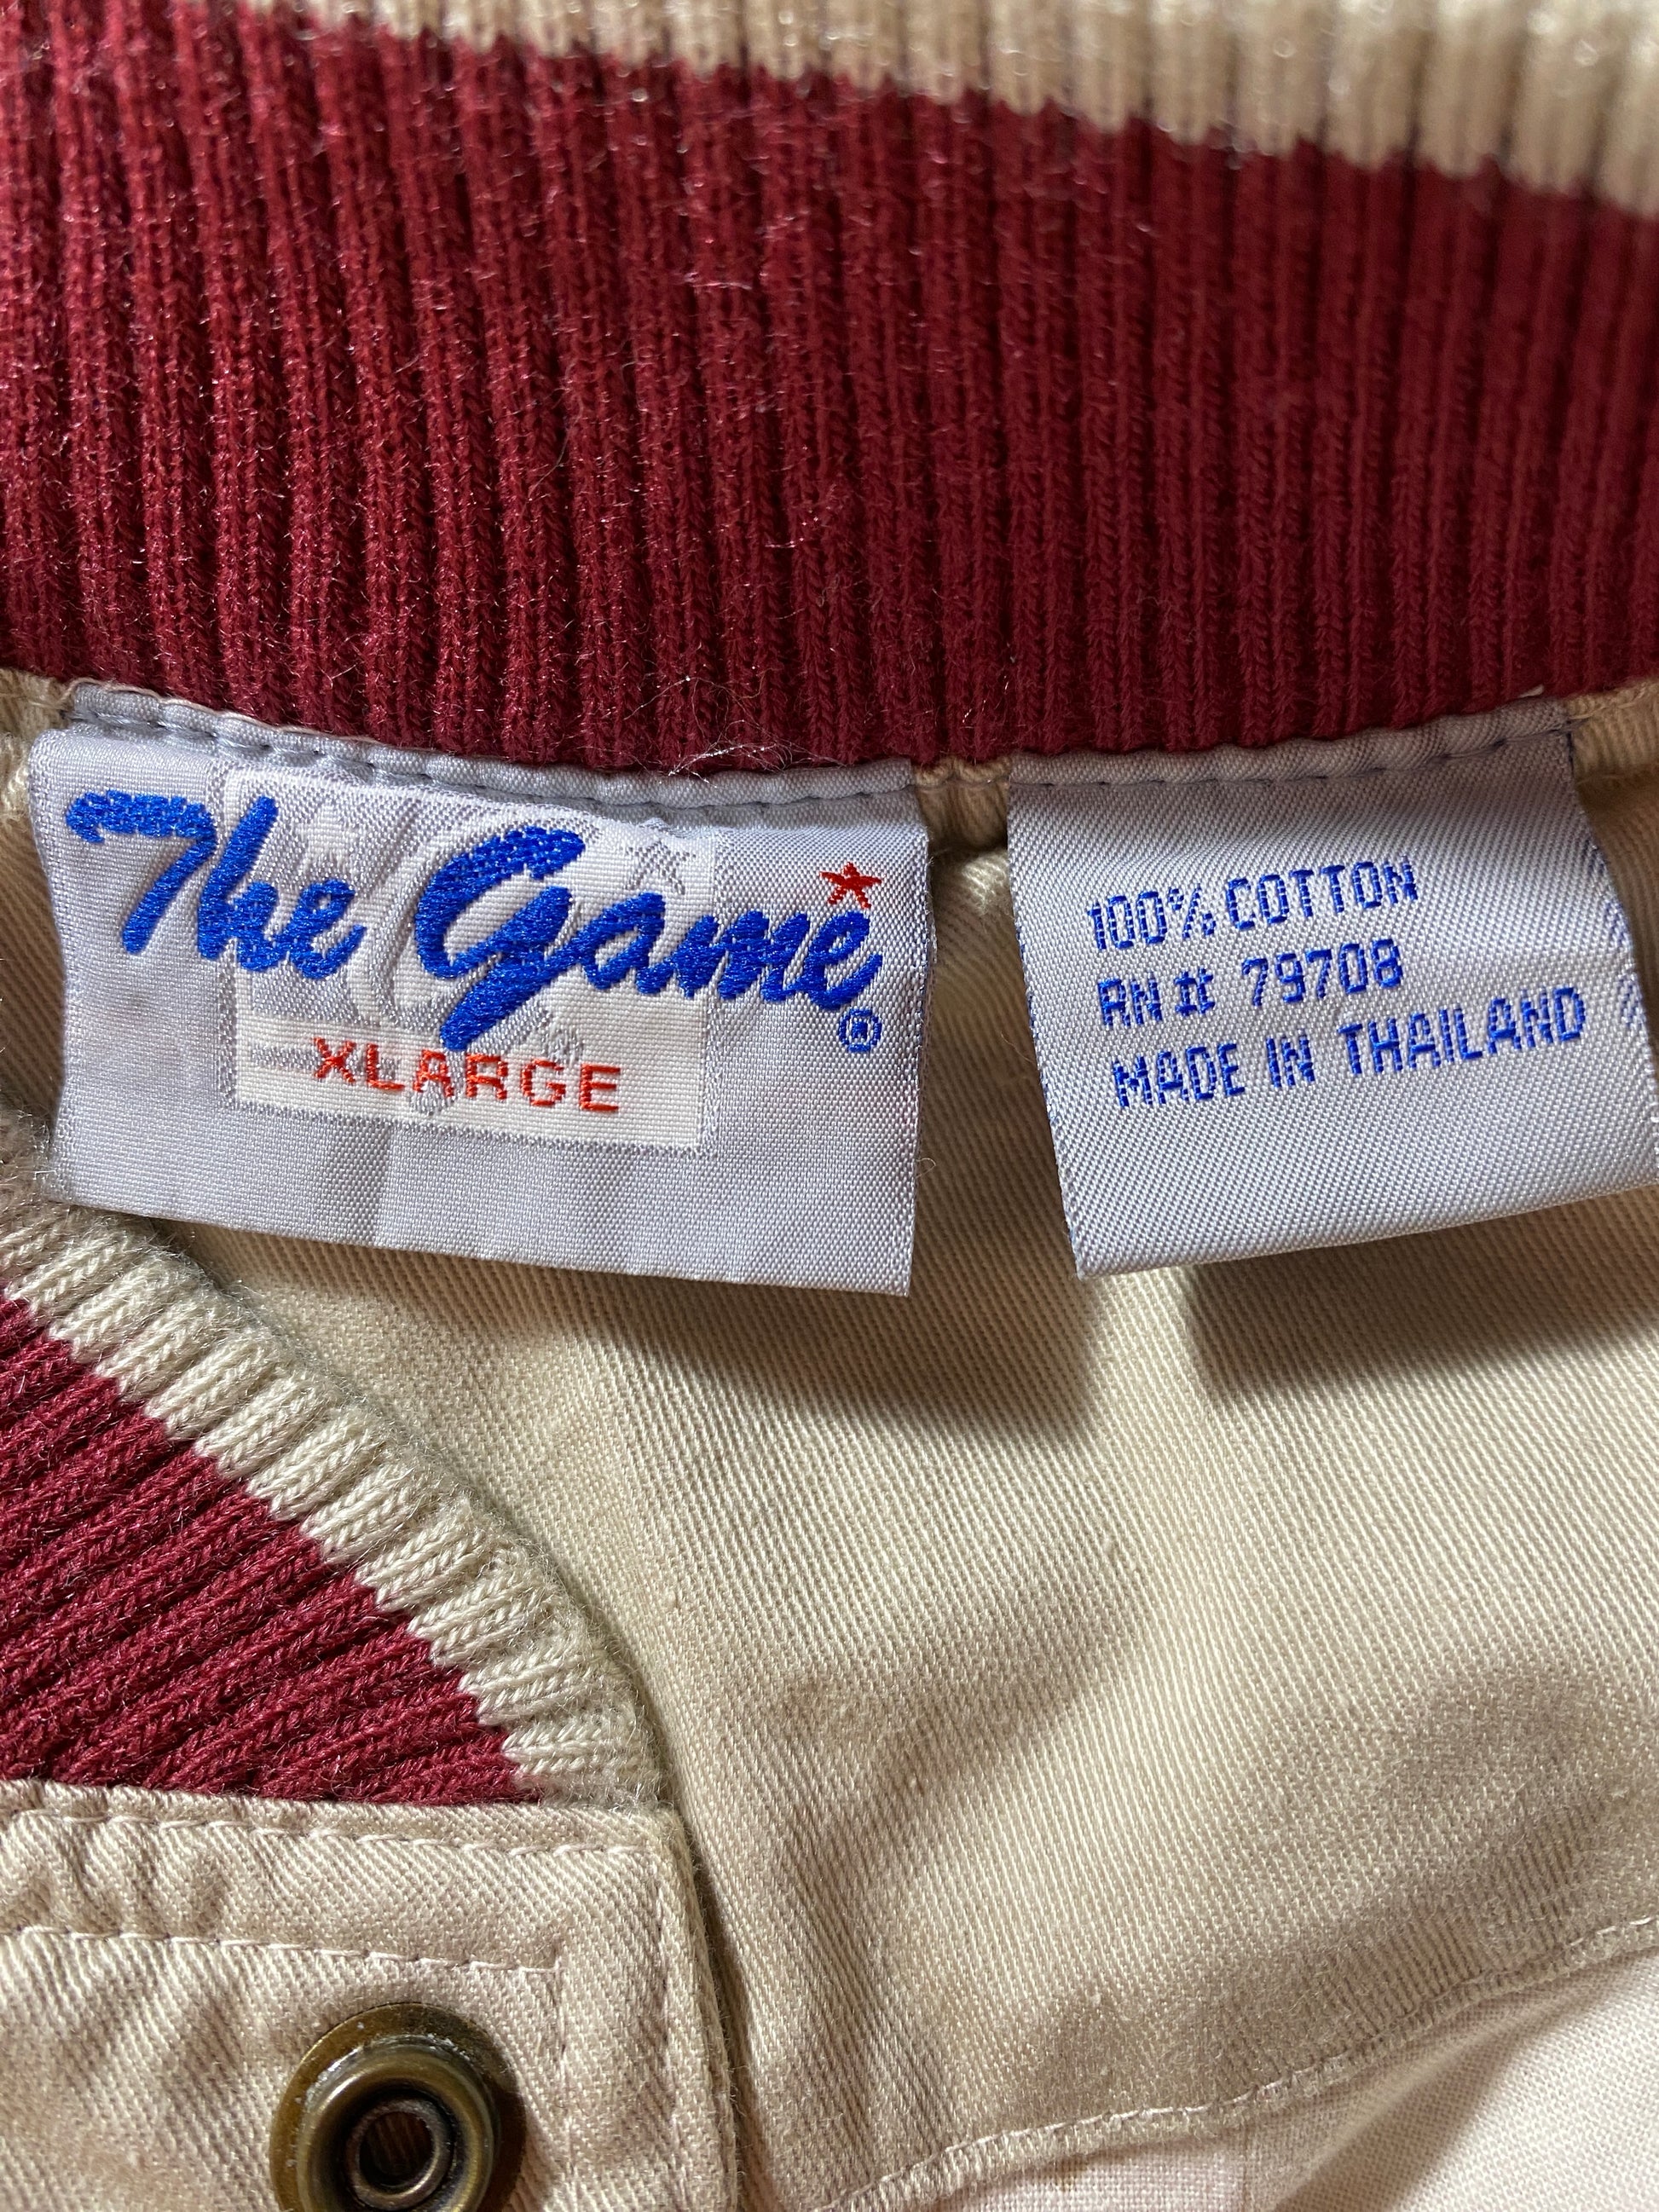 The Game ®
XLARGE
100% COTTON
RN # 79708
MADE IN THAILAND